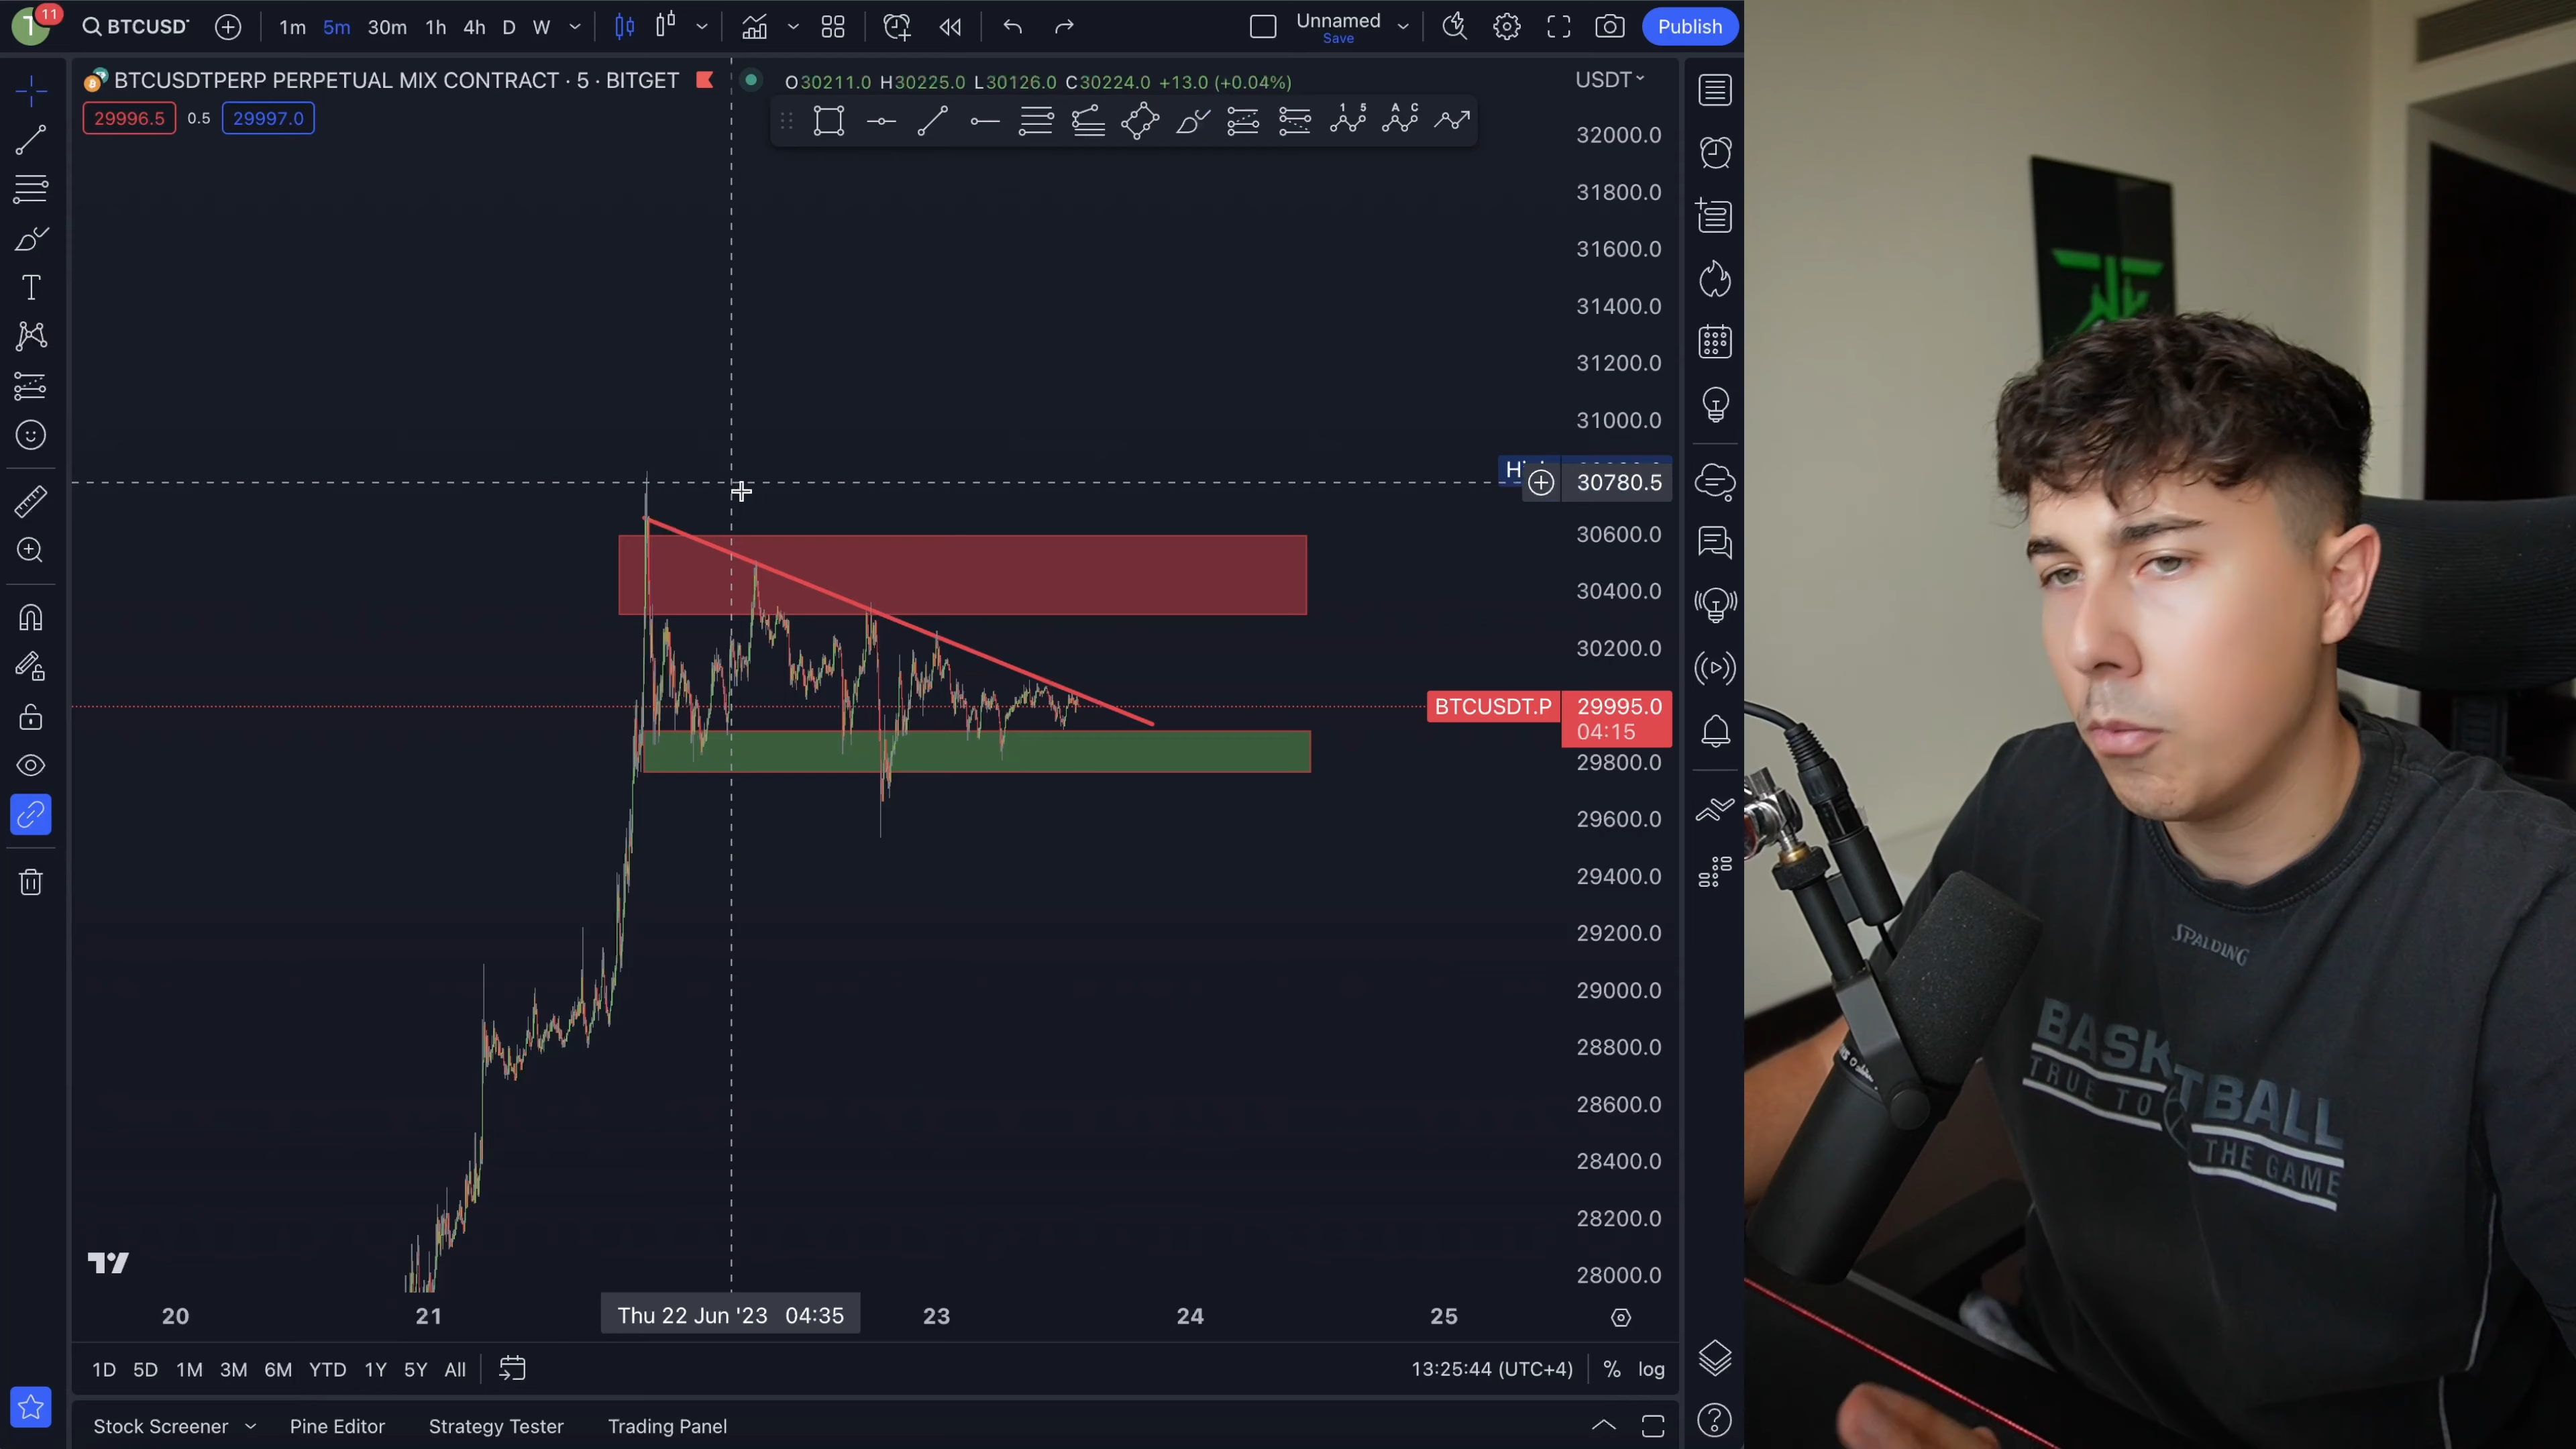 11
T
BTCUSDT
1m 5m 30m 1h 4h D W
Unnamed
Save
Publish
BTCUSDTPERP PERPETUAL MIX CONTRACT · 5 · BITGET
O30211.0 H30225.0 L30126.0 C30224.0 +13.0 (+0.04%)
USDT
29996.5 0.5 29997.0
1 5
A C
32000.0
31800.0
31600.0
31400.0
31200.0
31000.0
30780.5
30600.0
30400.0
30200.0
BTCUSDT.P 29995.0
04:15
29800.0
29600.0
29400.0
29200.0
29000.0
28800.0
28600.0
28400.0
28200.0
28000.0
20 21 Thu 22 Jun '23 04:35 23 24 25
1D 5D 1M 3M 6M YTD 1Y 5Y All
13:25:44 (UTC+4) % log
Stock Screener Pine Editor Strategy Tester Trading Panel
SPALDING
BASKETBALL
TRUE TO
THE GAME